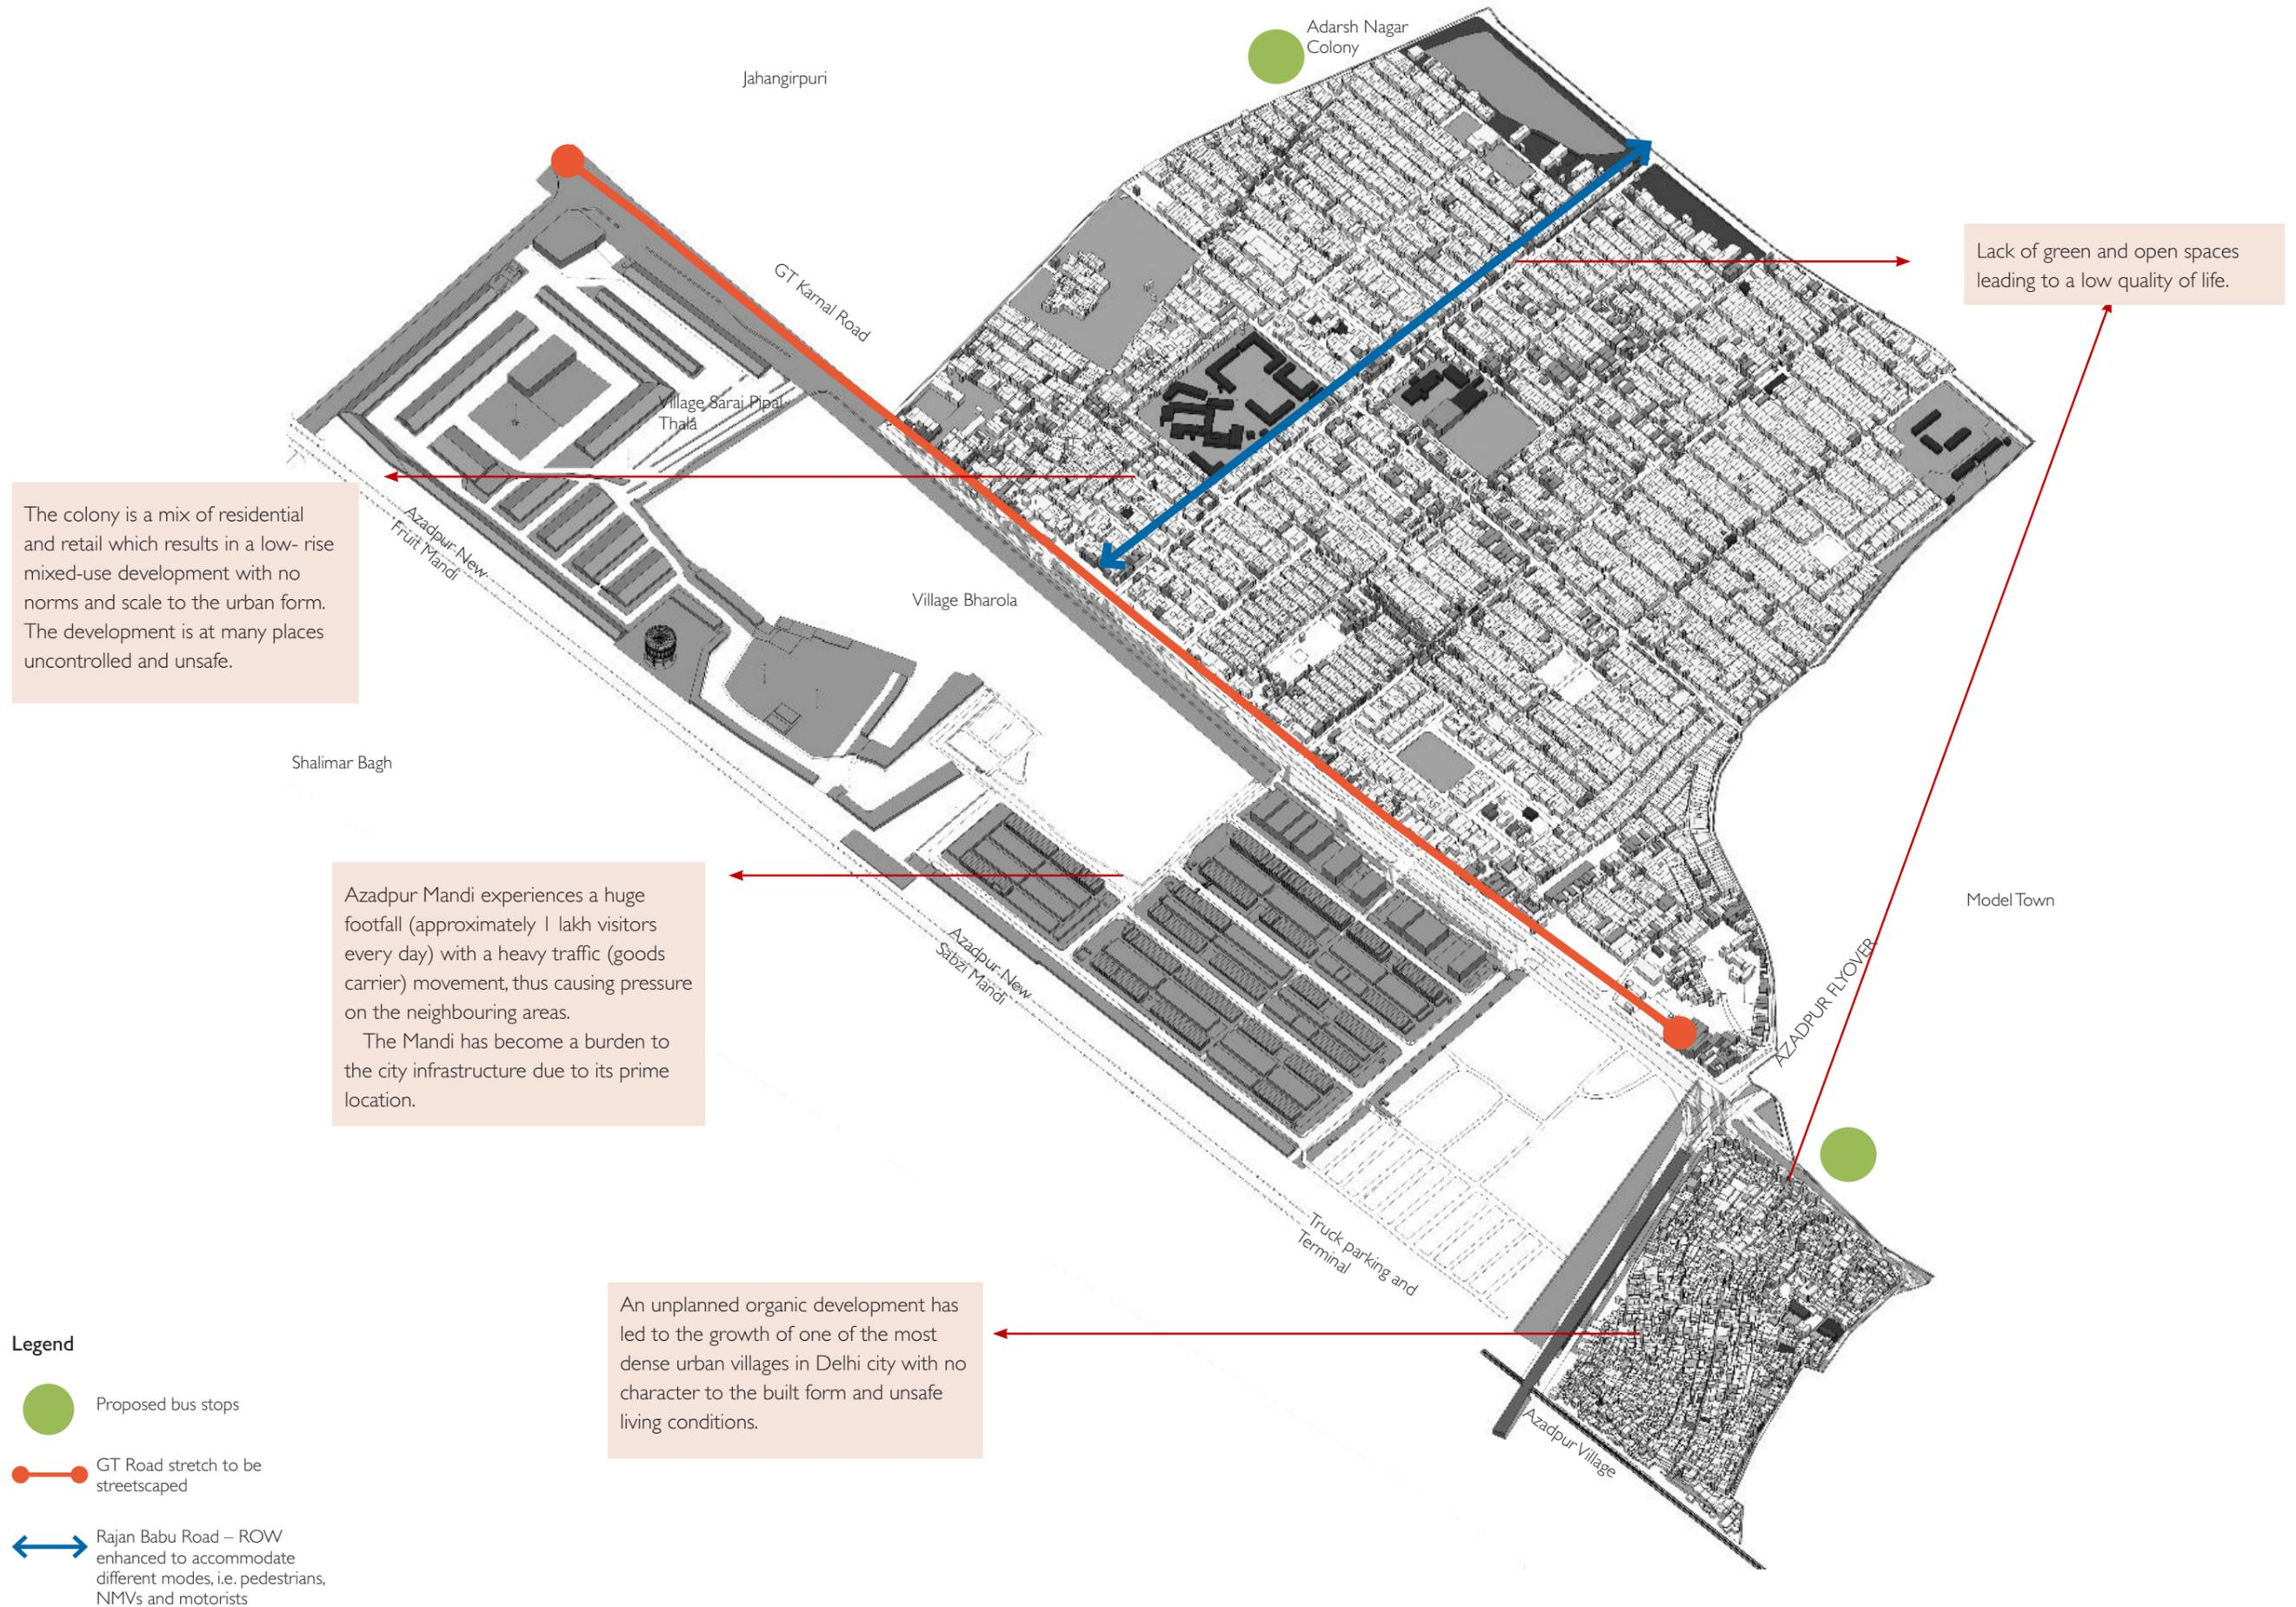 Adarsh Nagar
Colony
Jahangirpuri
Lack of green and open spaces
leading to a low quality of life.
GT Karnal Road
Village Sarai Pipal
Thala
The colony is a mix of residential
and retail which results in a low- rise
mixed-use development with no
norms and scale to the urban form.
The development is at many places
uncontrolled and unsafe.
Azadpur New
Fruit Mandi
Village Bharola
Shalimar Bagh
Azadpur Mandi experiences a huge
footfall (approximately 1 lakh visitors
every day) with a heavy traffic (goods
carrier) movement, thus causing pressure
on the neighbouring areas.
The Mandi has become a burden to
the city infrastructure due to its prime
location.
Azadpur New
Sabzi Mandi
Model Town
AZADPUR FLYOVER
Truck parking and
Terminal
An unplanned organic development has
led to the growth of one of the most
dense urban villages in Delhi city with no
character to the built form and unsafe
living conditions.
Azadpur Village
Legend
Proposed bus stops
GT Road stretch to be
streetscaped
Rajan Babu Road – ROW
enhanced to accommodate
different modes, i.e. pedestrians,
NMVs and motorists